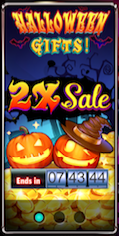 HALLOWEEN
GIFTS!
2X Sale
Ends in 07 43 44